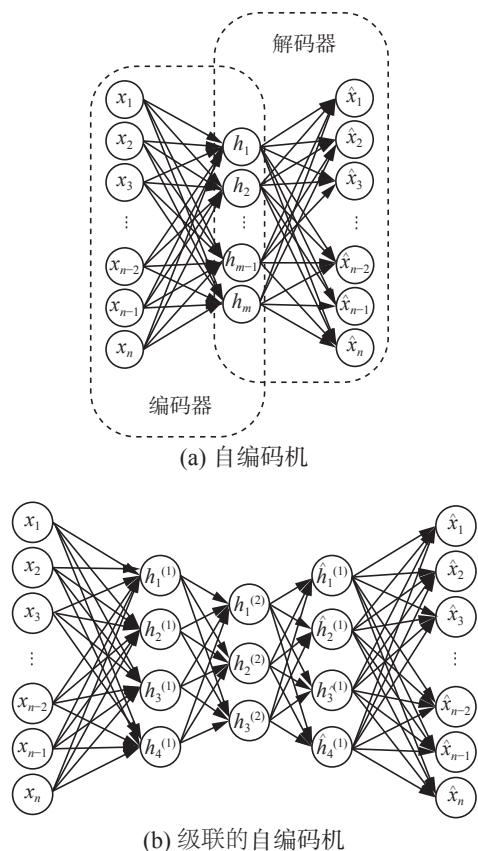 解码器
x₁ x̂₁
x₂ h₁ x̂₂
x₃ h₂ x̂₃
⋮ ⋮ ⋮
xₙ₋₂ hₘ₋₁ x̂ₙ₋₂
xₙ₋₁ hₘ x̂ₙ₋₁
xₙ x̂ₙ
编码器
(a) 自编码机
x₁ x̂₁
x₂ h₁⁽¹⁾ ĥ₁⁽¹⁾ x̂₂
x₃ h₂⁽¹⁾ h₁⁽²⁾ ĥ₂⁽¹⁾ x̂₃
⋯ h₂⁽²⁾ ⋯
xₙ₋₂ h₃⁽¹⁾ h₃⁽²⁾ ĥ₃⁽¹⁾ x̂ₙ₋₂
xₙ₋₁ h₄⁽¹⁾ ĥ₄⁽¹⁾ x̂ₙ₋₁
xₙ x̂ₙ
(b) 级联的自编码机